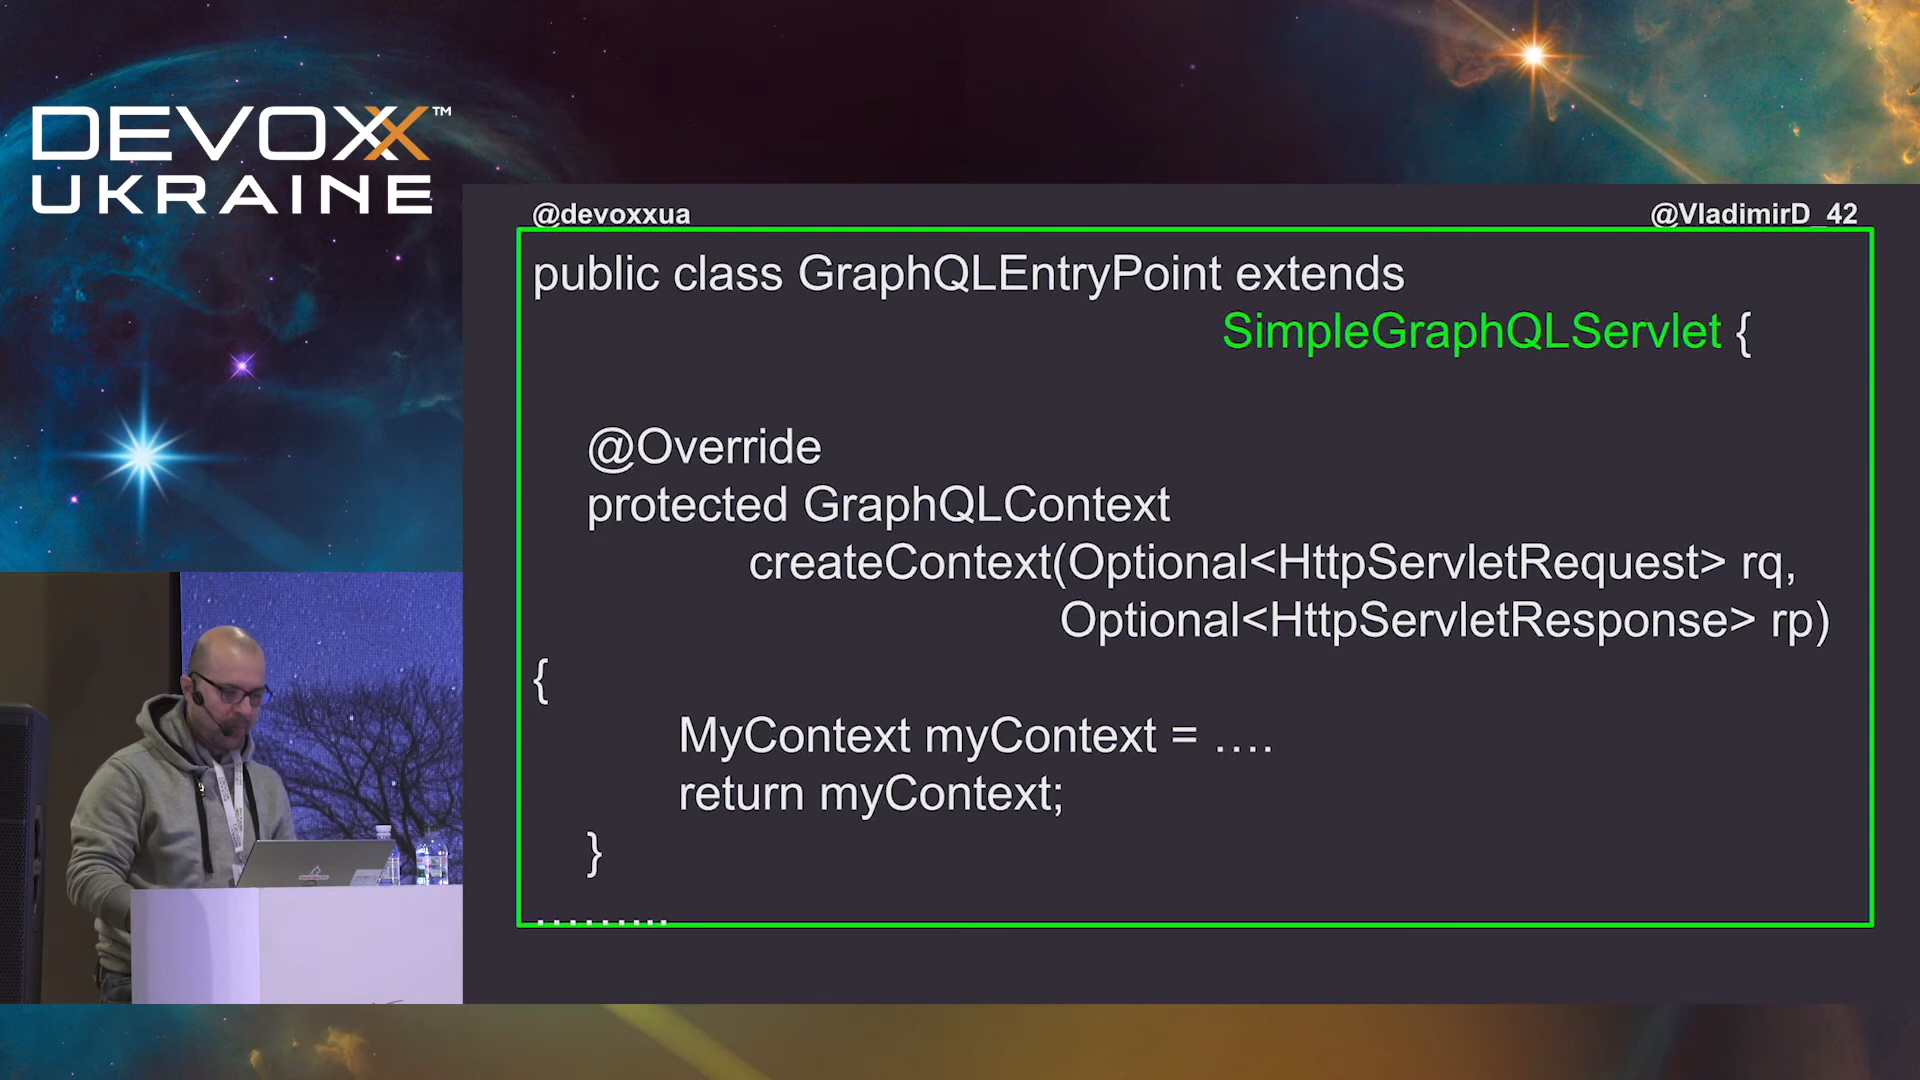 DEVOXX™
UKRAINE
@devoxxua
@VladimirD_42
public class GraphQLEntryPoint extends
SimpleGraphQLServlet {
@Override
protected GraphQLContext
createContext(Optional<HttpServletRequest> rq,
Optional<HttpServletResponse> rp)
{
MyContext myContext = ….
return myContext;
}
………